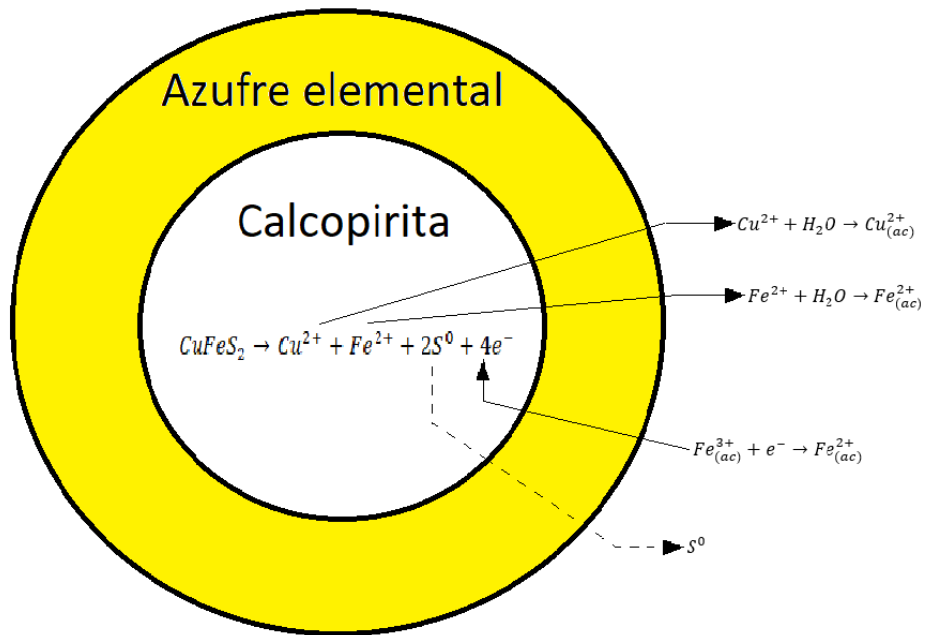 Azufre elemental
Calcopirita
Cu²⁺ + H₂O → Cu²⁺₍ac₎
Fe²⁺ + H₂O → Fe²⁺₍ac₎
CuFeS₂ → Cu²⁺ + Fe²⁺ + 2S⁰ + 4e⁻
Fe³⁺₍ac₎ + e⁻ → Fe²⁺₍ac₎
S⁰